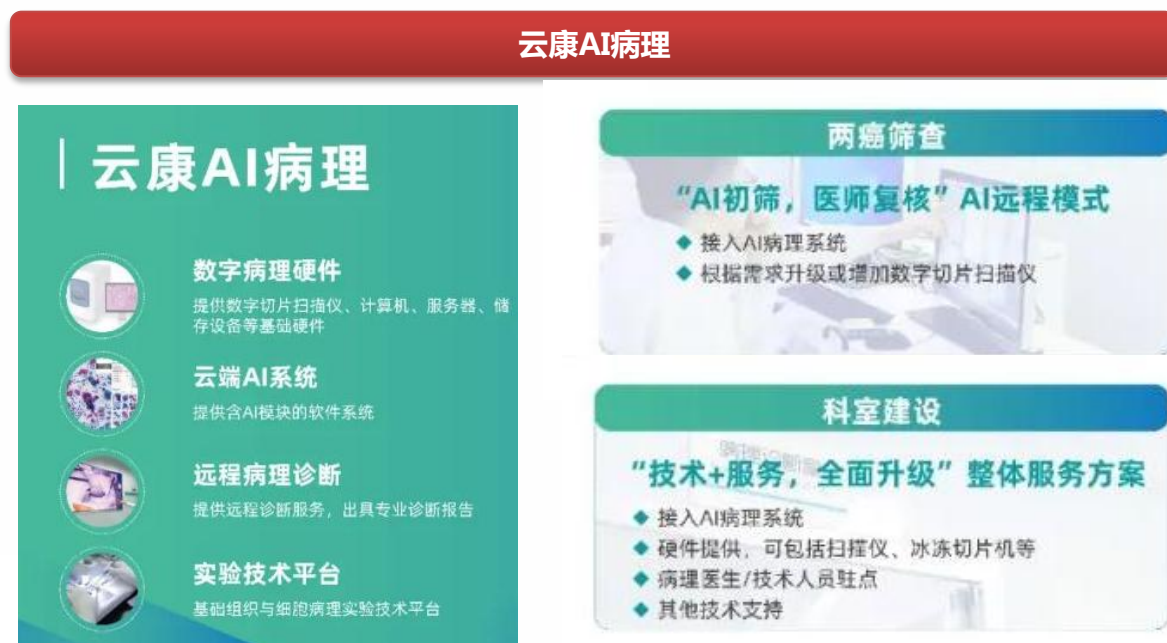 云康AI病理
云康AI病理
数字病理硬件
提供数字切片扫描仪、计算机、服务器、储
存设备等基础硬件
云端AI系统
提供含AI模块的软件系统
远程病理诊断
提供远程诊断服务，出具专业诊断报告
实验技术平台
基础组织与细胞病理实验技术平台
两癌筛查
“AI初筛，医师复核”AI远程模式
◆ 接入AI病理系统
◆ 根据需求升级或增加数字切片扫描仪
科室建设
“技术+服务，全面升级”整体服务方案
◆ 接入AI病理系统
◆ 硬件提供，可包括扫描仪、冰冻切片机等
◆ 病理医生/技术人员驻点
◆ 其他技术支持